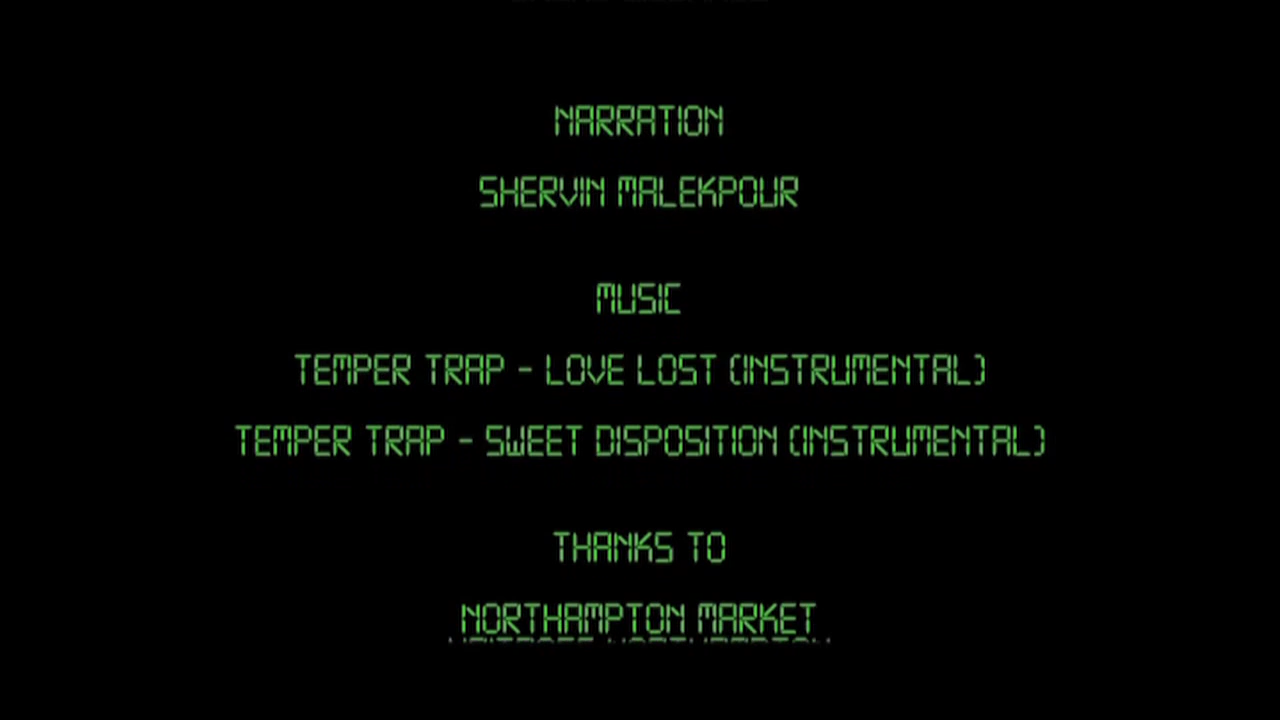 NARRATION
SHERVIN MALEKPOUR
MUSIC
TEMPER TRAP - LOVE LOST (INSTRUMENTAL)
TEMPER TRAP - SWEET DISPOSITION (INSTRUMENTAL)
THANKS TO
NORTHAMPTON MARKET